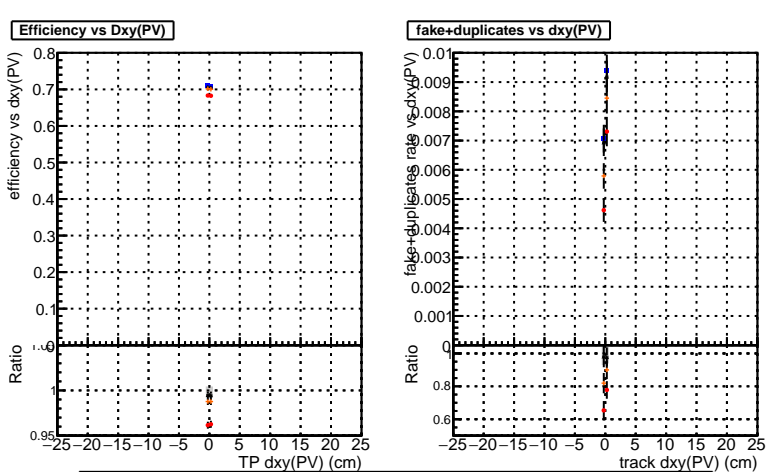 Efficiency vs Dxy(PV)
efficiency vs dxy(PV)
0.8
0.7
0.6
0.5
0.4
0.3
0.2
0.1
0
Ratio
1
0.95
−25 −20 −15 −10 −5 0 5 10 15 20 25
TP dxy(PV) (cm)
fake+duplicates vs dxy(PV)
fake+duplicates rate vs dxy(PV)
0.01
0.009
0.008
0.007
0.006
0.005
0.004
0.003
0.002
0.001
0
Ratio
1
0.8
0.6
−25 −20 −15 −10 −5 0 5 10 15 20 25
track dxy(PV) (cm)